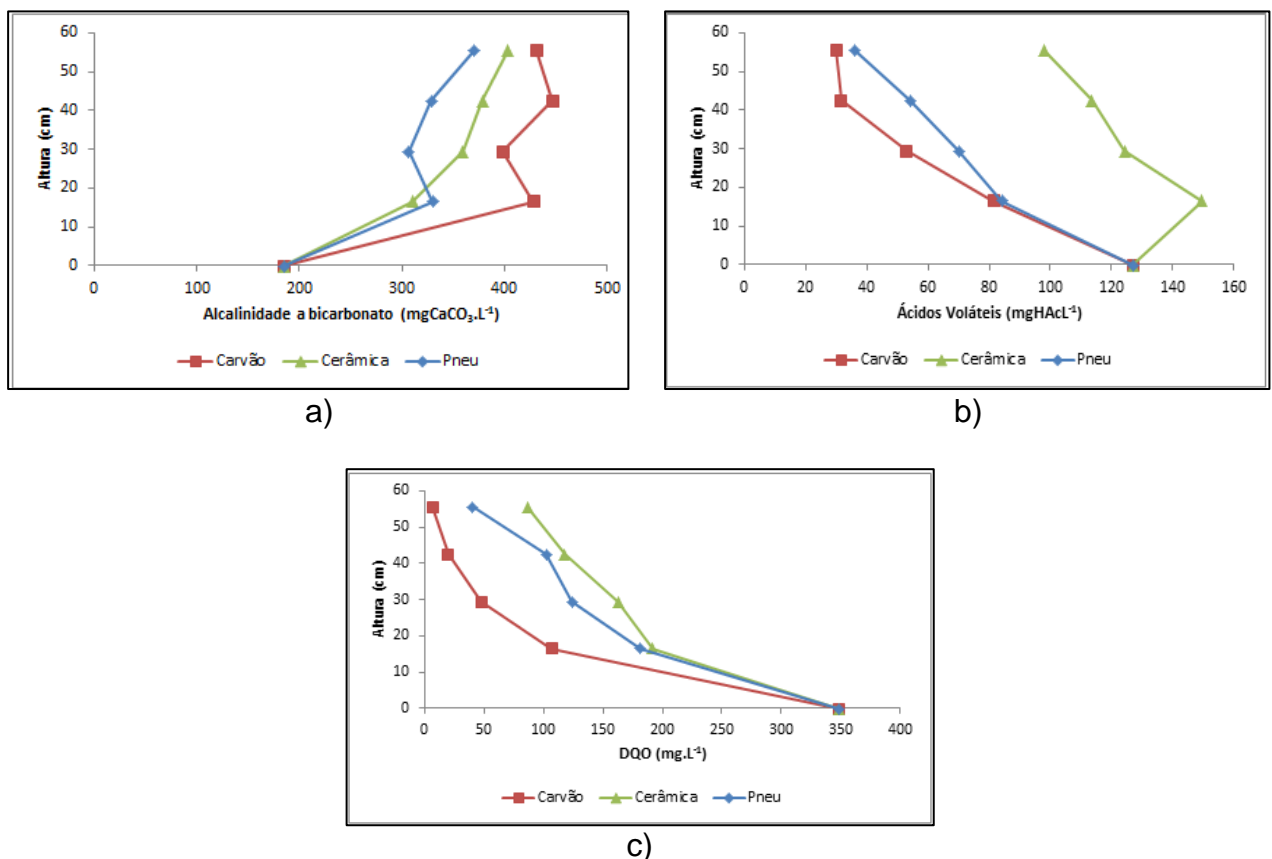 60
50
40
30
20
10
0
Altura (cm)
0 100 200 300 400 500
Alcalinidade a bicarbonato (mgCaCO₃.L⁻¹)
Carvão Cerâmica Pneu
a)
60
50
40
30
20
10
0
Altura (cm)
0 20 40 60 80 100 120 140 160
Ácidos Voláteis (mgHAcL⁻¹)
Carvão Cerâmica Pneu
b)
60
50
40
30
20
10
0
Altura (cm)
0 50 100 150 200 250 300 350 400
DQO (mg.L⁻¹)
Carvão Cerâmica Pneu
c)